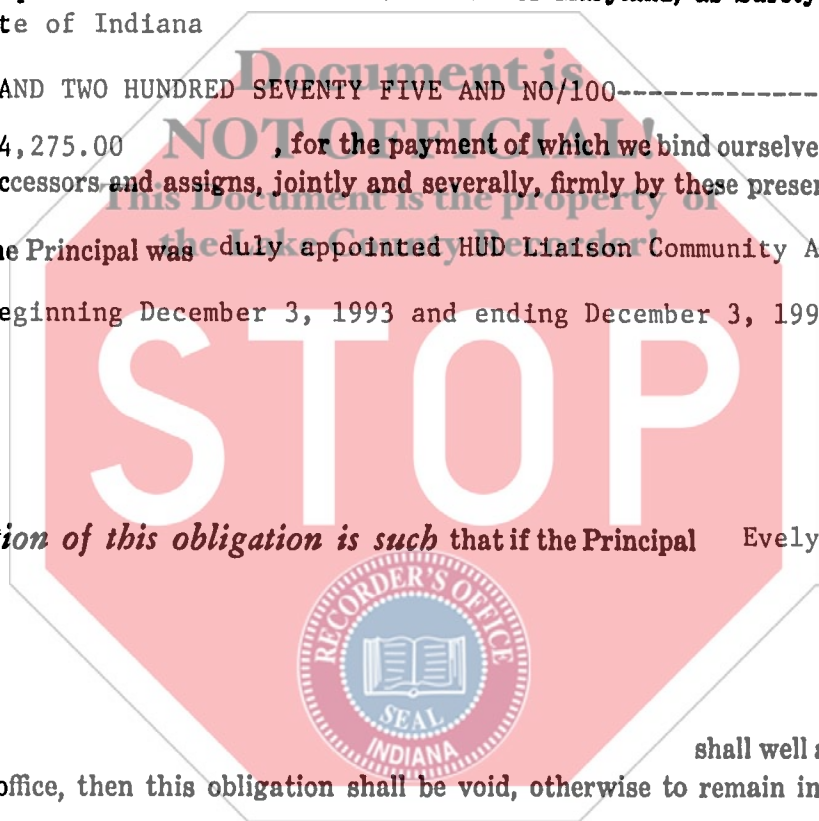 te of Indiana
Document is
AND TWO HUNDRED SEVENTY FIVE AND NO/100-------------
NOT OFFICIAL!
4,275.00 , for the payment of which we bind ourselve
ccessors and assigns, jointly and severally, firmly by these presen
This Document is the property of
the Lake County Recorder!
e Principal was duly appointed HUD Liaison Community A
eginning December 3, 1993 and ending December 3, 199
STOP
ion of this obligation is such that if the Principal Evely
RECORDER'S OFFICE
SEAL
INDIANA
shall well a
office, then this obligation shall be void, otherwise to remain in